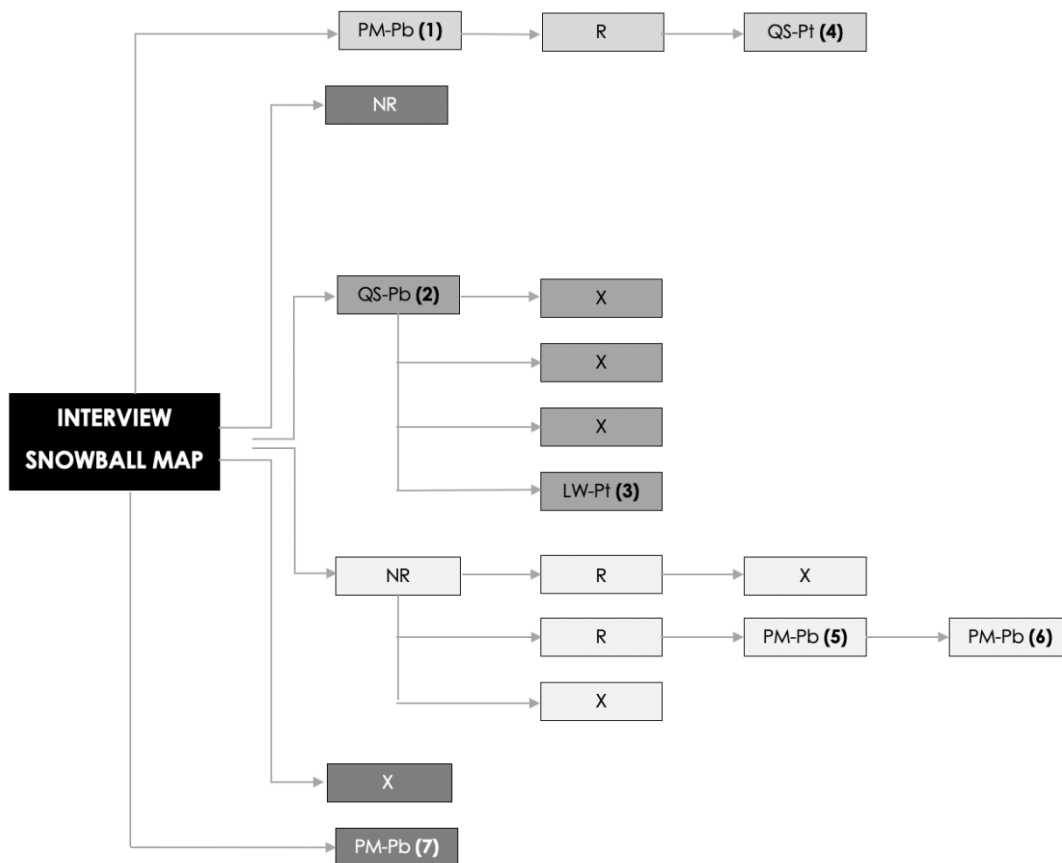 PM-Pb (1)
R
QS-Pt (4)
NR
QS-Pb (2)
X
X
X
LW-Pt (3)
INTERVIEW
SNOWBALL MAP
NR
R
X
R
PM-Pb (5)
PM-Pb (6)
X
X
PM-Pb (7)